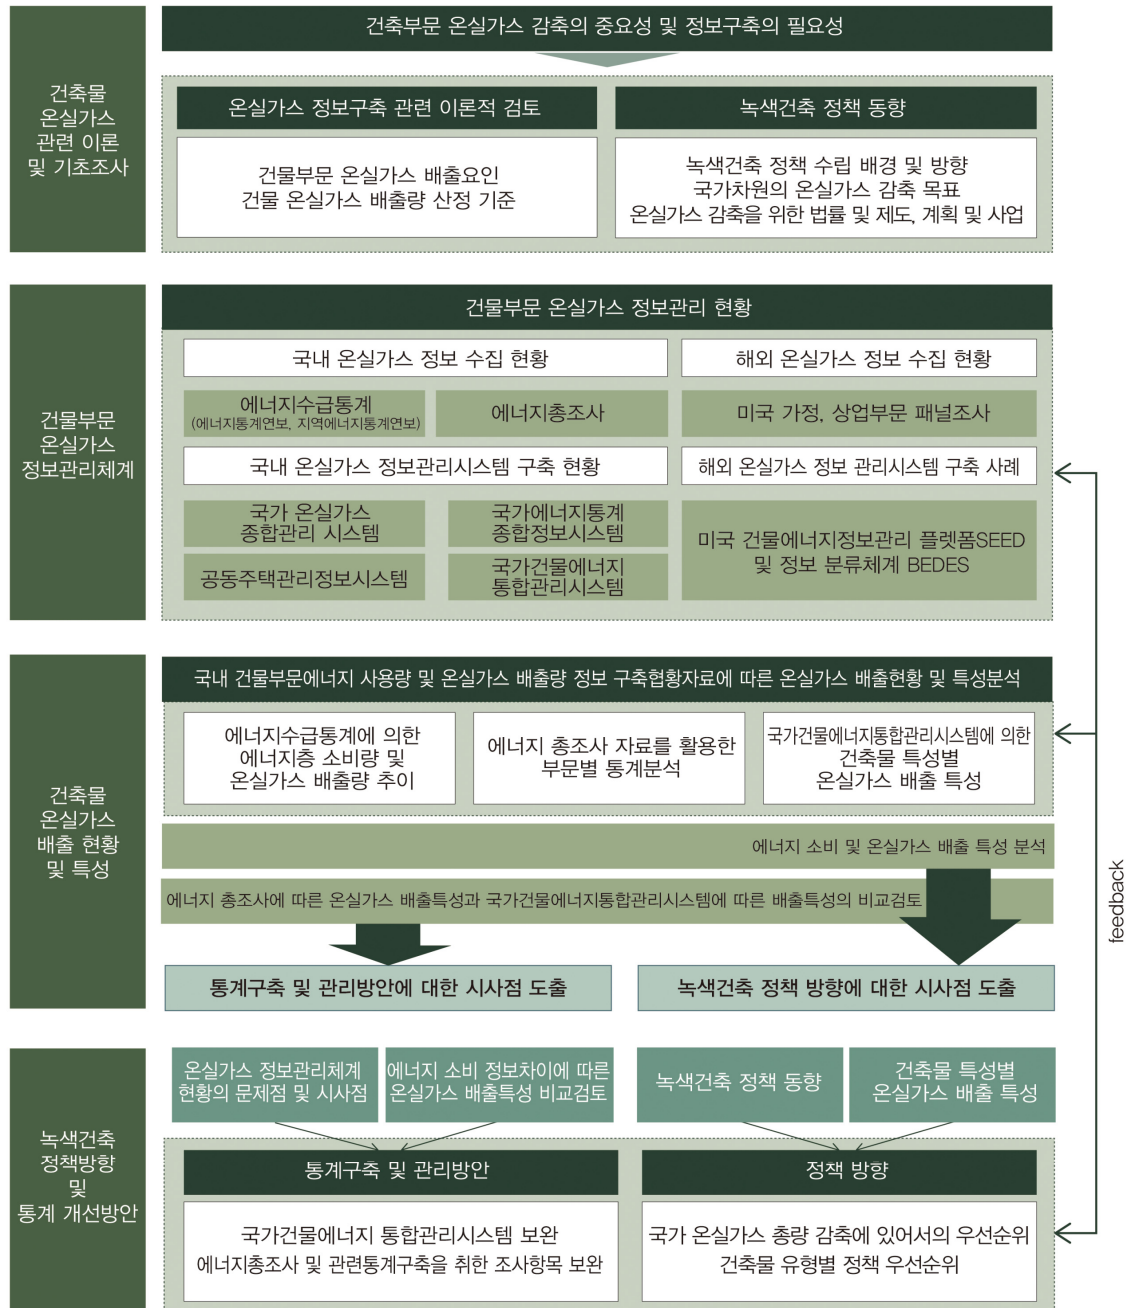 건축부문 온실가스 감축의 중요성 및 정보구축의 필요성
건축물
온실가스
관련 이론
및 기초조사
온실가스 정보구축 관련 이론적 검토
건물부문 온실가스 배출요인
건물 온실가스 배출량 산정 기준
녹색건축 정책 동향
녹색건축 정책 수립 배경 및 방향
국가차원의 온실가스 감축 목표
온실가스 감축을 위한 법률 및 제도, 계획 및 사업
건물부문
온실가스
정보관리체계
건물부문 온실가스 정보관리 현황
국내 온실가스 정보 수집 현황
해외 온실가스 정보 수집 현황
에너지수급통계
(에너지통계연보, 지역에너지통계연보)
에너지총조사
미국 가정, 상업부문 패널조사
국내 온실가스 정보관리시스템 구축 현황
해외 온실가스 정보 관리시스템 구축 사례
국가 온실가스
종합관리 시스템
국가에너지통계
종합정보시스템
공동주택관리정보시스템
국가건물에너지
통합관리시스템
미국 건물에너지정보관리 플렛폼SEED
및 정보 분류체계 BEDES
건축물
온실가스
배출 현황
및 특성
국내 건물부문에너지 사용량 및 온실가스 배출량 정보 구축협황자료에 따른 온실가스 배출현황 및 특성분석
에너지수급통계에 의한
에너지층 소비량 및
온실가스 배출량 추이
에너지 총조사 자료를 활용한
부문별 통계분석
국가건물에너지통합관리시스템에 의한
건축물 특성별
온실가스 배출 특성
에너지 소비 및 온실가스 배출 특성 분석
에너지 총조사에 따른 온실가스 배출특성과 국가건물에너지통합관리시스템에 따른 배출특성의 비교검토
통계구축 및 관리방안에 대한 시사점 도출
녹색건축 정책 방향에 대한 시사점 도출
feedback
녹색건축
정책방향
및
통계 개선방안
온실가스 정보관리체계
현황의 문제점 및 시사점
에너지 소비 정보차이에 따른
온실가스 배출특성 비교검토
녹색건축 정책 동향
건축물 특성별
온실가스 배출 특성
통계구축 및 관리방안
국가건물에너지 통합관리시스템 보완
에너지총조사 및 관련통계구축을 취한 조사항목 보완
정책 방향
국가 온실가스 총량 감축에 있어서의 우선순위
건축물 유형별 정책 우선순위